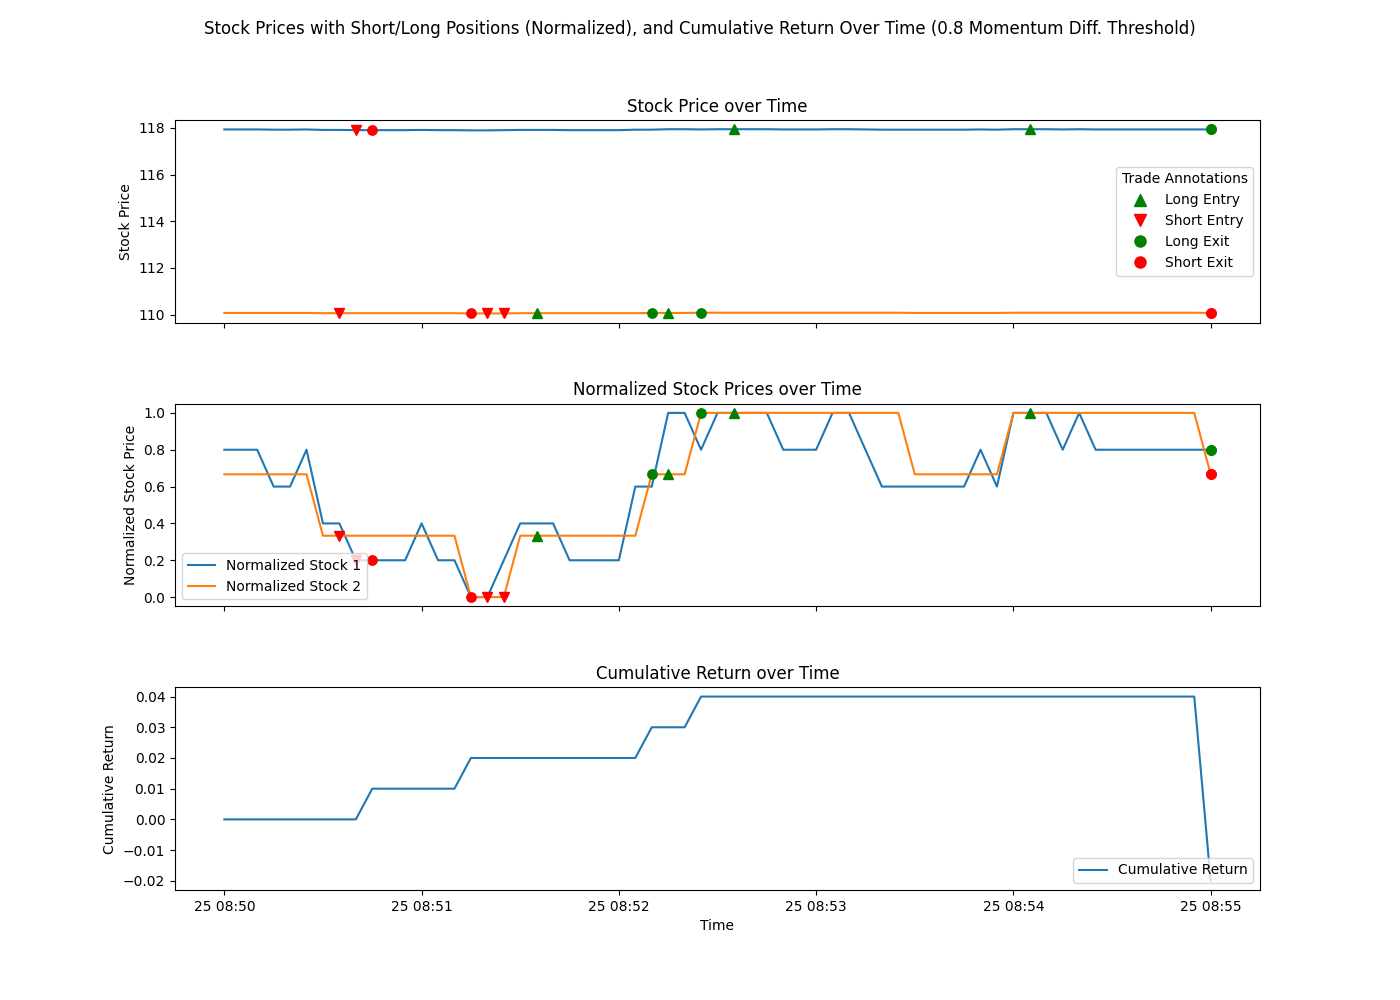 Stock Prices with Short/Long Positions (Normalized), and Cumulative Return Over Time (0.8 Momentum Diff. Threshold)
Stock Price over Time
118
116
114
112
110
Stock Price
Trade Annotations
Long Entry
Short Entry
Long Exit
Short Exit
Normalized Stock Prices over Time
1.0
0.8
0.6
0.4
0.2
0.0
Normalized Stock Price
Normalized Stock 1
Normalized Stock 2
Cumulative Return over Time
0.04
0.03
0.02
0.01
0.00
−0.01
−0.02
Cumulative Return
Cumulative Return
25 08:50 25 08:51 25 08:52 25 08:53 25 08:54 25 08:55
Time